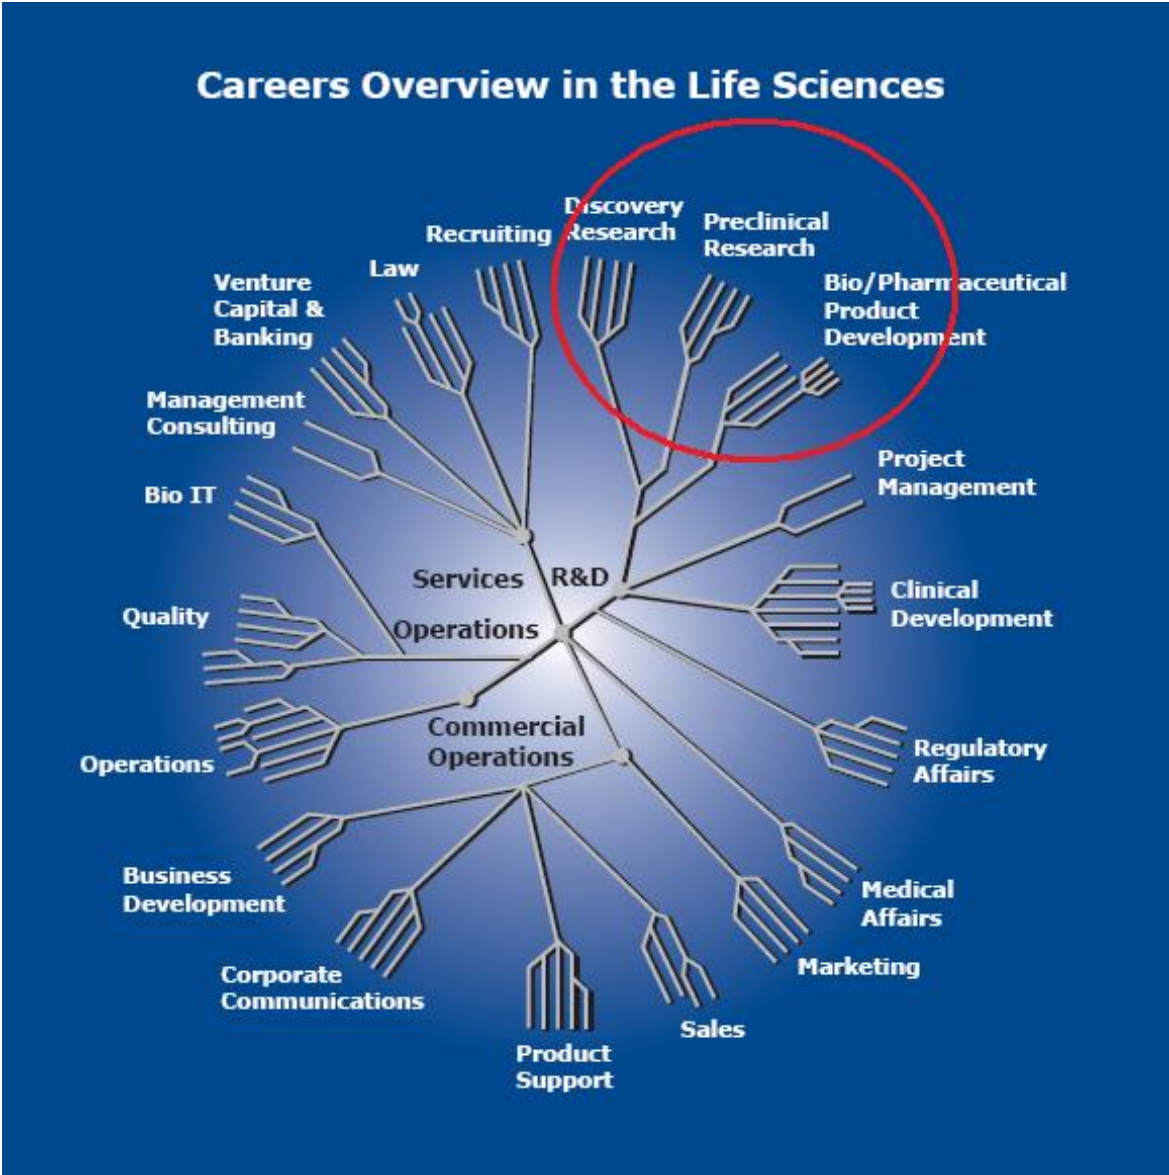 Careers Overview in the Life Sciences
Discovery
Research
Preclinical
Research
Recruiting
Law
Bio/Pharmaceutical
Product
Development
Venture
Capital &
Banking
Management
Consulting
Project
Management
Bio IT
Services
R&D
Clinical
Development
Quality
Operations
Commercial
Operations
Regulatory
Affairs
Operations
Business
Development
Medical
Affairs
Corporate
Communications
Marketing
Sales
Product
Support